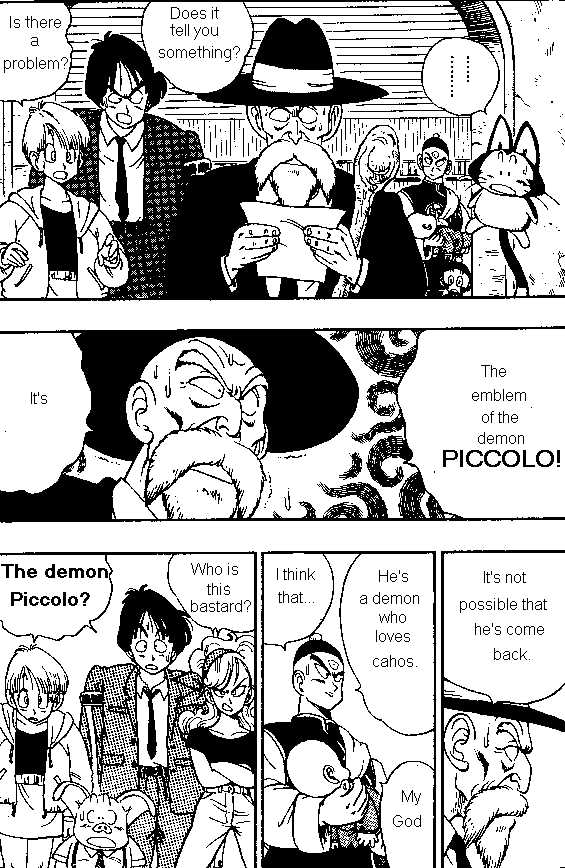 Is there
a
problem?
Does it
tell you
something?
......
It's
The
emblem
of the
demon
PICCOLO!
The demon
Piccolo?
Who is
this
bastard?
I think
that...
He's
a demon
who
loves
cahos.
My
God
It's not
possible that
he's come
back.